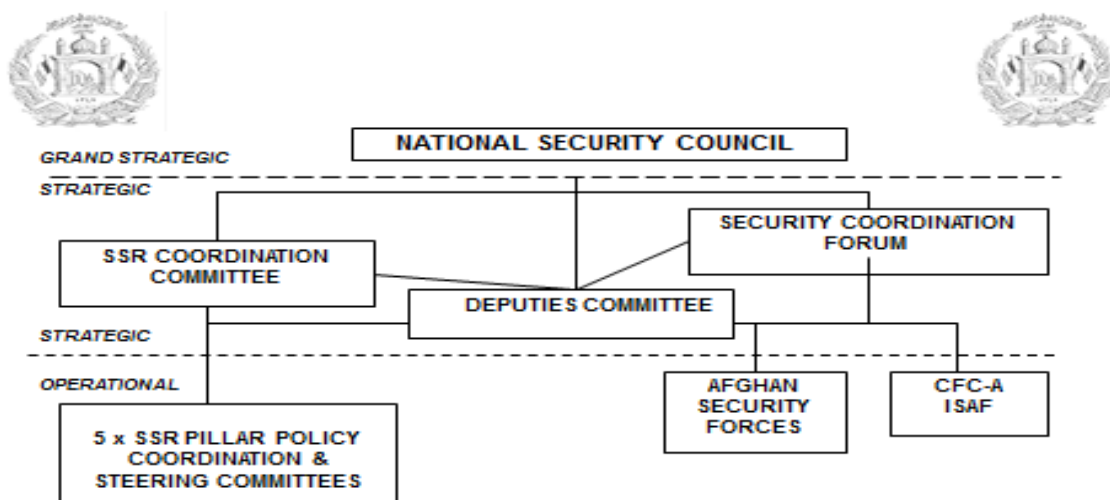 NATIONAL SECURITY COUNCIL
GRAND STRATEGIC
STRATEGIC
SSR COORDINATION
COMMITTEE
SECURITY COORDINATION
FORUM
DEPUTIES COMMITTEE
STRATEGIC
OPERATIONAL
5 x SSR PILLAR POLICY
COORDINATION &
STEERING COMMITTEES
AFGHAN
SECURITY
FORCES
CFC-A
ISAF